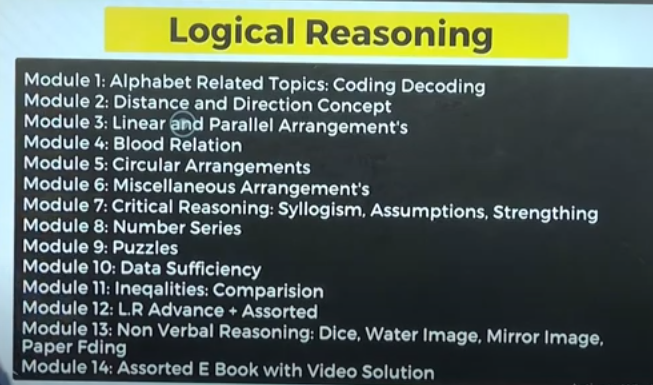 Logical Reasoning
Module 1: Alphabet Related Topics: Coding Decoding
Module 2: Distance and Direction Concept
Module 3: Linear and Parallel Arrangement's
Module 4: Blood Relation
Module 5: Circular Arrangements
Module 6: Miscellaneous Arrangement's
Module 7: Critical Reasoning: Syllogism, Assumptions, Strengthing
Module 8: Number Series
Module 9: Puzzles
Module 10: Data Sufficiency
Module 11: Ineqalities: Comparision
Module 12: L.R Advance + Assorted
Module 13: Non Verbal Reasoning: Dice, Water Image, Mirror Image,
Paper Fding
Module 14: Assorted E Book with Video Solution